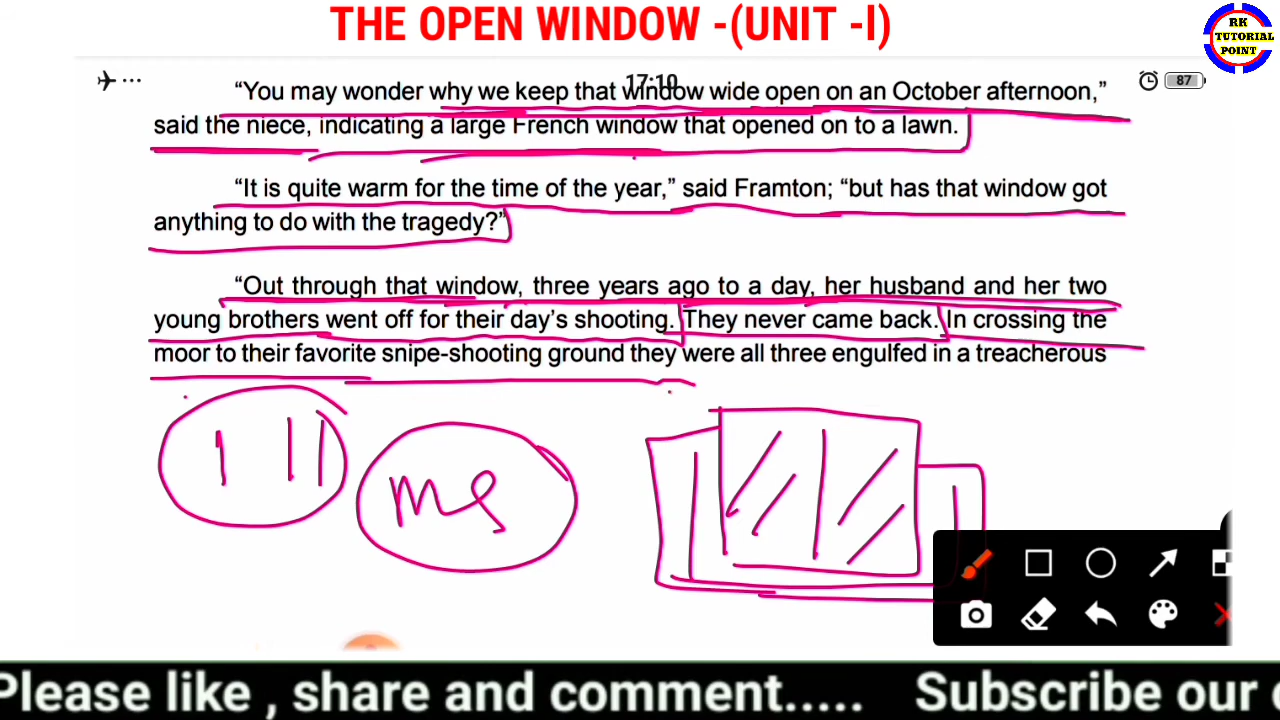 THE OPEN WINDOW -(UNIT -I)
RK
TUTORIAL
POINT
17:10
87
“You may wonder why we keep that window wide open on an October afternoon,”
said the niece, indicating a large French window that opened on to a lawn.
“It is quite warm for the time of the year,” said Framton; “but has that window got
anything to do with the tragedy?”
“Out through that window, three years ago to a day, her husband and her two
young brothers went off for their day’s shooting. They never came back. In crossing the
moor to their favorite snipe-shooting ground they were all three engulfed in a treacherous
Please like , share and comment..... Subscribe our